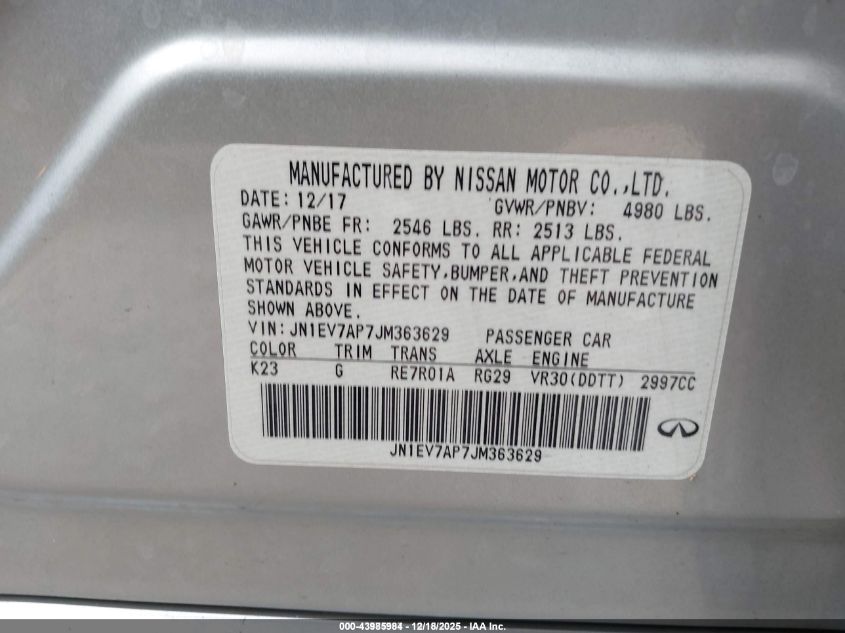 MANUFACTURED BY NISSAN MOTOR CO.,LTD.
DATE: 12/17 GVWR/PNBV: 4980 LBS.
GAWR/PNBE FR: 2546 LBS. RR: 2513 LBS.
THIS VEHICLE CONFORMS TO ALL APPLICABLE FEDERAL
MOTOR VEHICLE SAFETY,BUMPER,AND THEFT PREVENTION
STANDARDS IN EFFECT ON THE DATE OF MANUFACTURE
SHOWN ABOVE.
VIN:JN1EV7AP7JM363629 PASSENGER CAR
COLOR TRIM TRANS AXLE ENGINE
K23 G RE7R01A RG29 VR30(DDTT) 2997CC
JN1EV7AP7JM363629
000-43985984 - 12/18/2025 - IAA Inc.